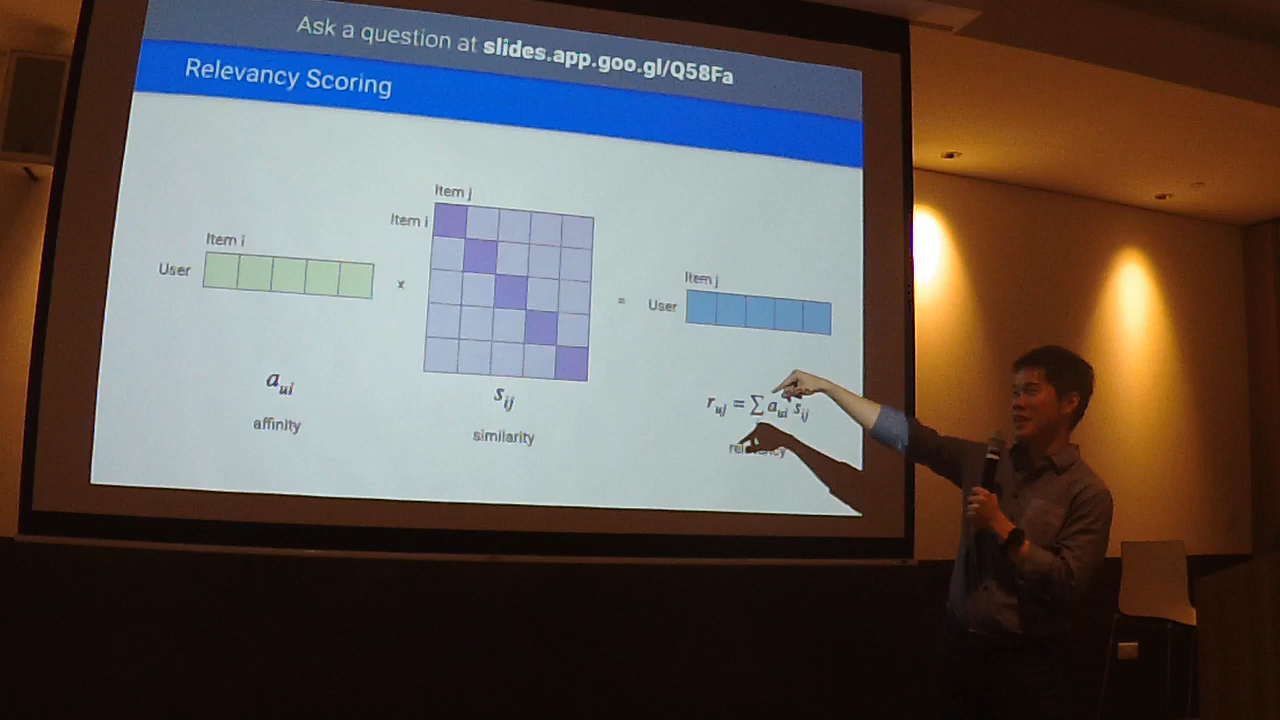 Ask a question at slides.app.goo.gl/Q58Fa
Relevancy Scoring
Item j
Item i
Item i
User
x
=
Item j
User
a_ui
affinity
s_ij
similarity
r_uj = ∑ a_ui s_ij
relevancy